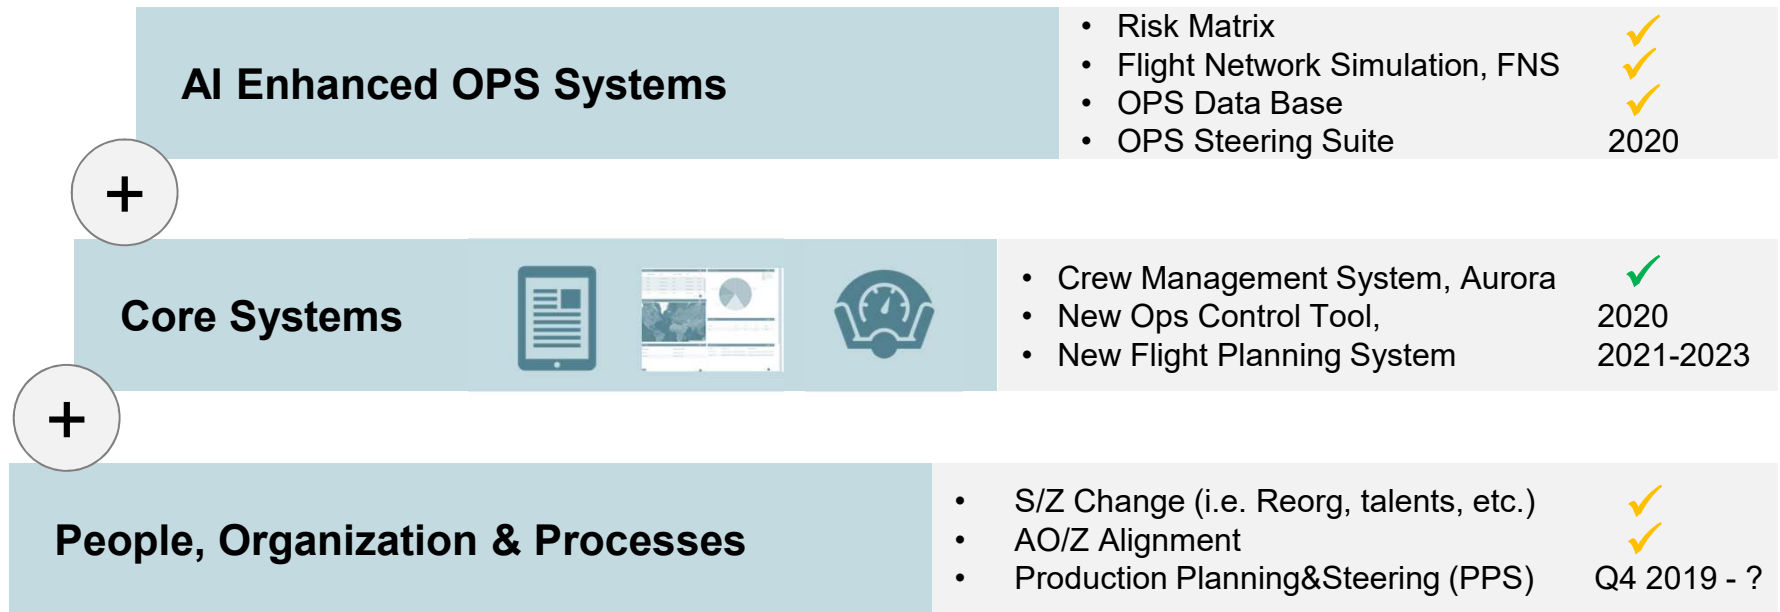 AI Enhanced OPS Systems
• Risk Matrix ✓
• Flight Network Simulation, FNS ✓
• OPS Data Base ✓
• OPS Steering Suite 2020
+
Core Systems
• Crew Management System, Aurora ✓
• New Ops Control Tool, 2020
• New Flight Planning System 2021-2023
+
People, Organization & Processes
• S/Z Change (i.e. Reorg, talents, etc.) ✓
• AO/Z Alignment ✓
• Production Planning&Steering (PPS) Q4 2019 - ?